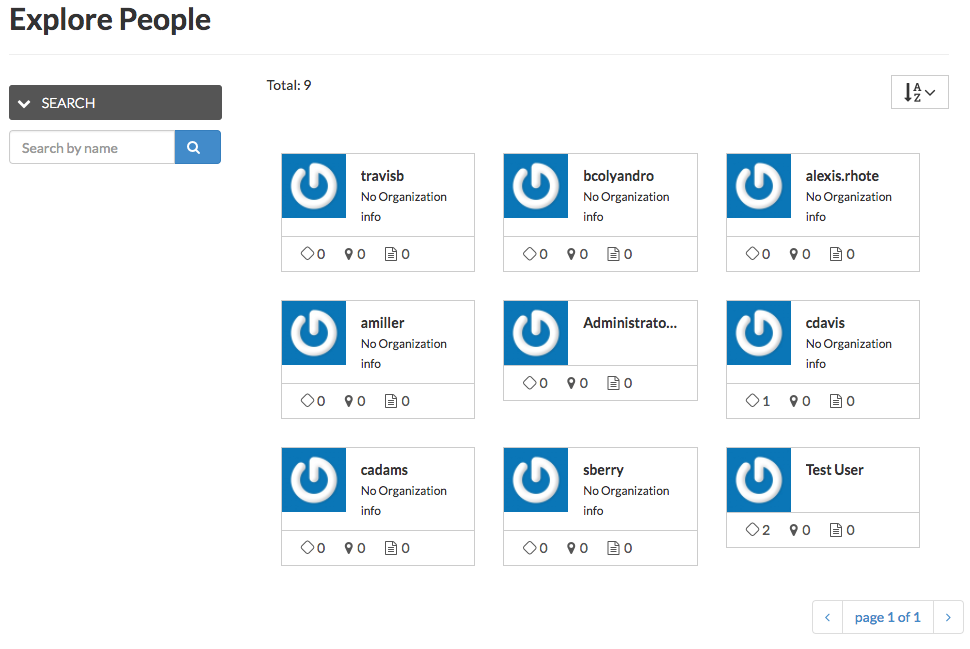 Explore People
SEARCH
Search by name
Total: 9
A
Z
travisb
No Organization
info
0 0 0
bcolyandro
No Organization
info
0 0 0
alexis.rhote
No Organization
info
0 0 0
amiller
No Organization
info
0 0 0
Administrato...
0 0 0
cdavis
No Organization
info
1 0 0
cadams
No Organization
info
0 0 0
sberry
No Organization
info
0 0 0
Test User
2 0 0
page 1 of 1